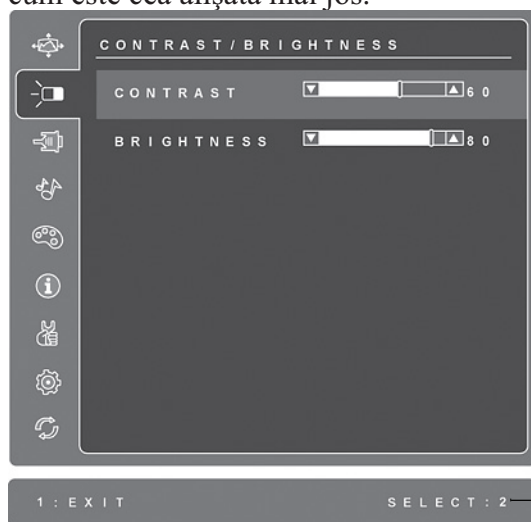 cum este cea afişată mai jos:
CONTRAST/BRIGHTNESS
CONTRAST 60
BRIGHTNESS 80
1:EXIT SELECT:2